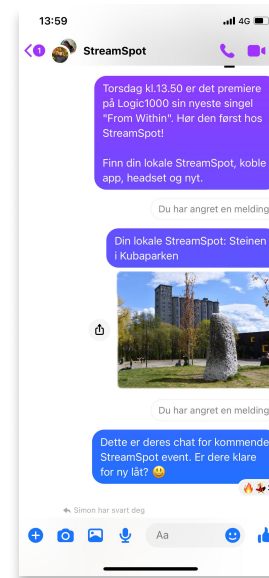 13:59
4G
1
StreamSpot
Torsdag kl.13.50 er det premiere
på Logic1000 sin nyeste singel
"From Within". Hør den først hos
StreamSpot!
Finn din lokale StreamSpot, koble
app, headset og nyt.
Du har angret en melding
Din lokale StreamSpot: Steinen
i Kubaparken
Du har angret en melding
Dette er deres chat for kommende
StreamSpot event. Er dere klare
for ny låt? 😃
Simon har svart deg
Aa